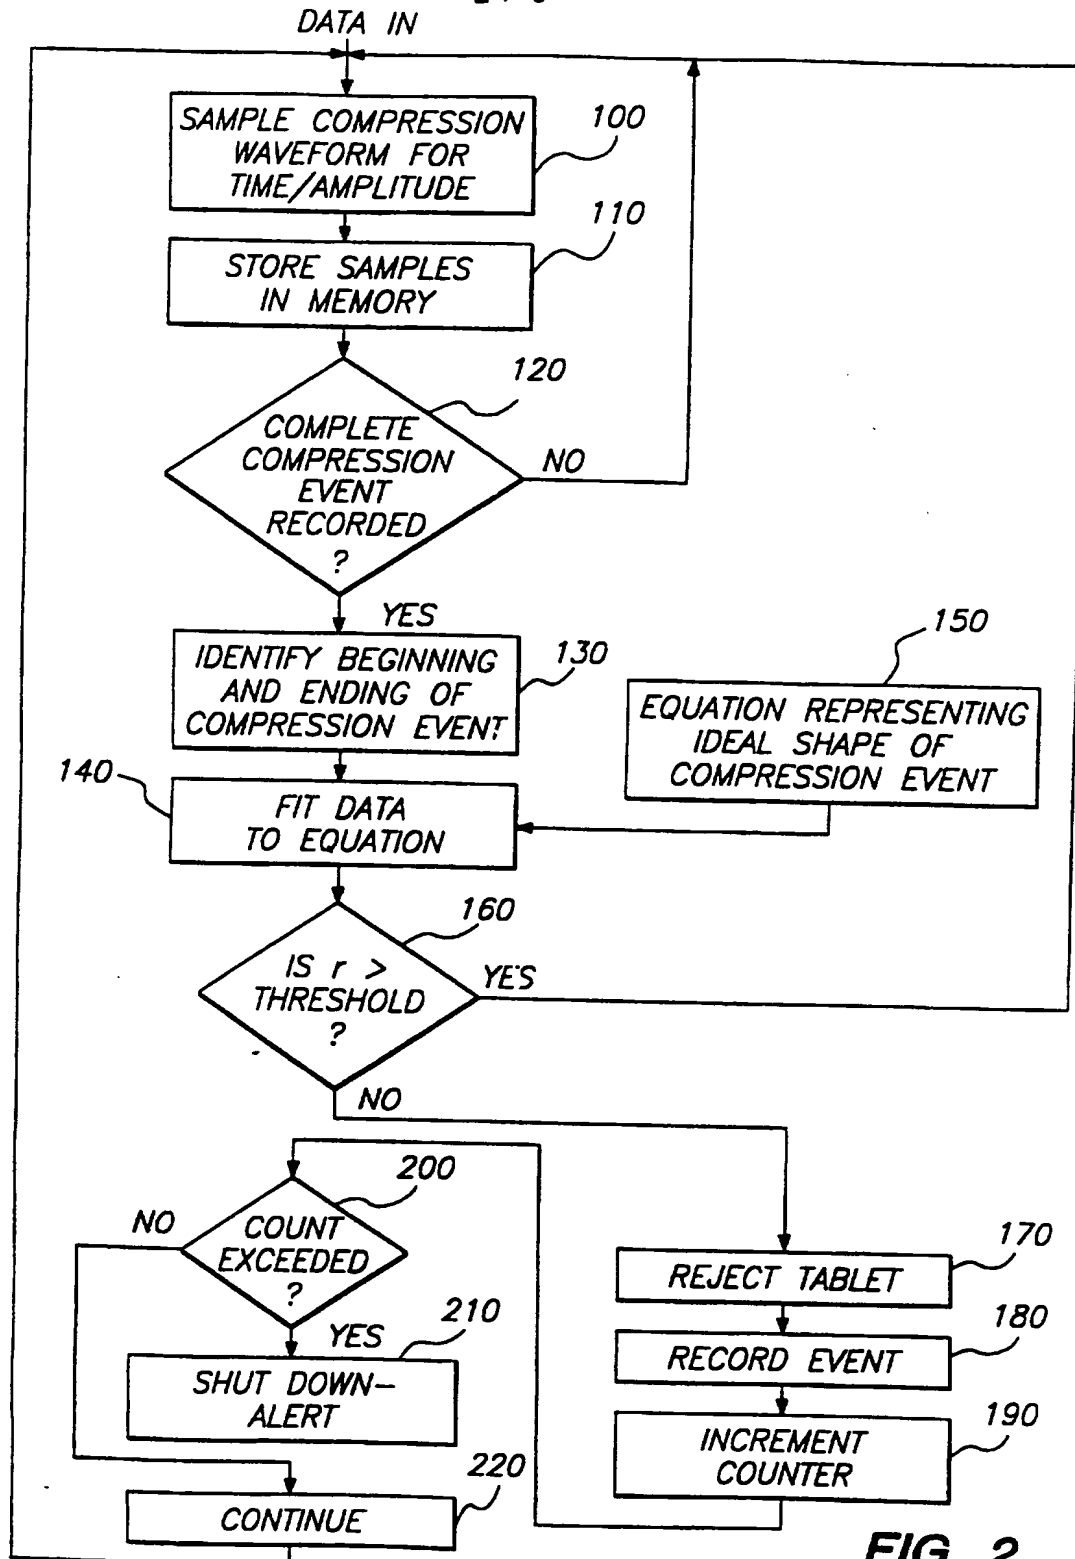 DATA IN
SAMPLE COMPRESSION
WAVEFORM FOR
TIME/AMPLITUDE
100
STORE SAMPLES
IN MEMORY
110
COMPLETE
COMPRESSION
EVENT
RECORDED
?
120
NO
YES
IDENTIFY BEGINNING
AND ENDING OF
COMPRESSION EVENT
130
150
EQUATION REPRESENTING
IDEAL SHAPE OF
COMPRESSION EVENT
140
FIT DATA
TO EQUATION
160
IS r >
THRESHOLD
?
YES
NO
200
COUNT
EXCEEDED
?
NO
YES
210
SHUT DOWN-
ALERT
220
CONTINUE
170
REJECT TABLET
180
RECORD EVENT
190
INCREMENT
COUNTER
FIG. 2